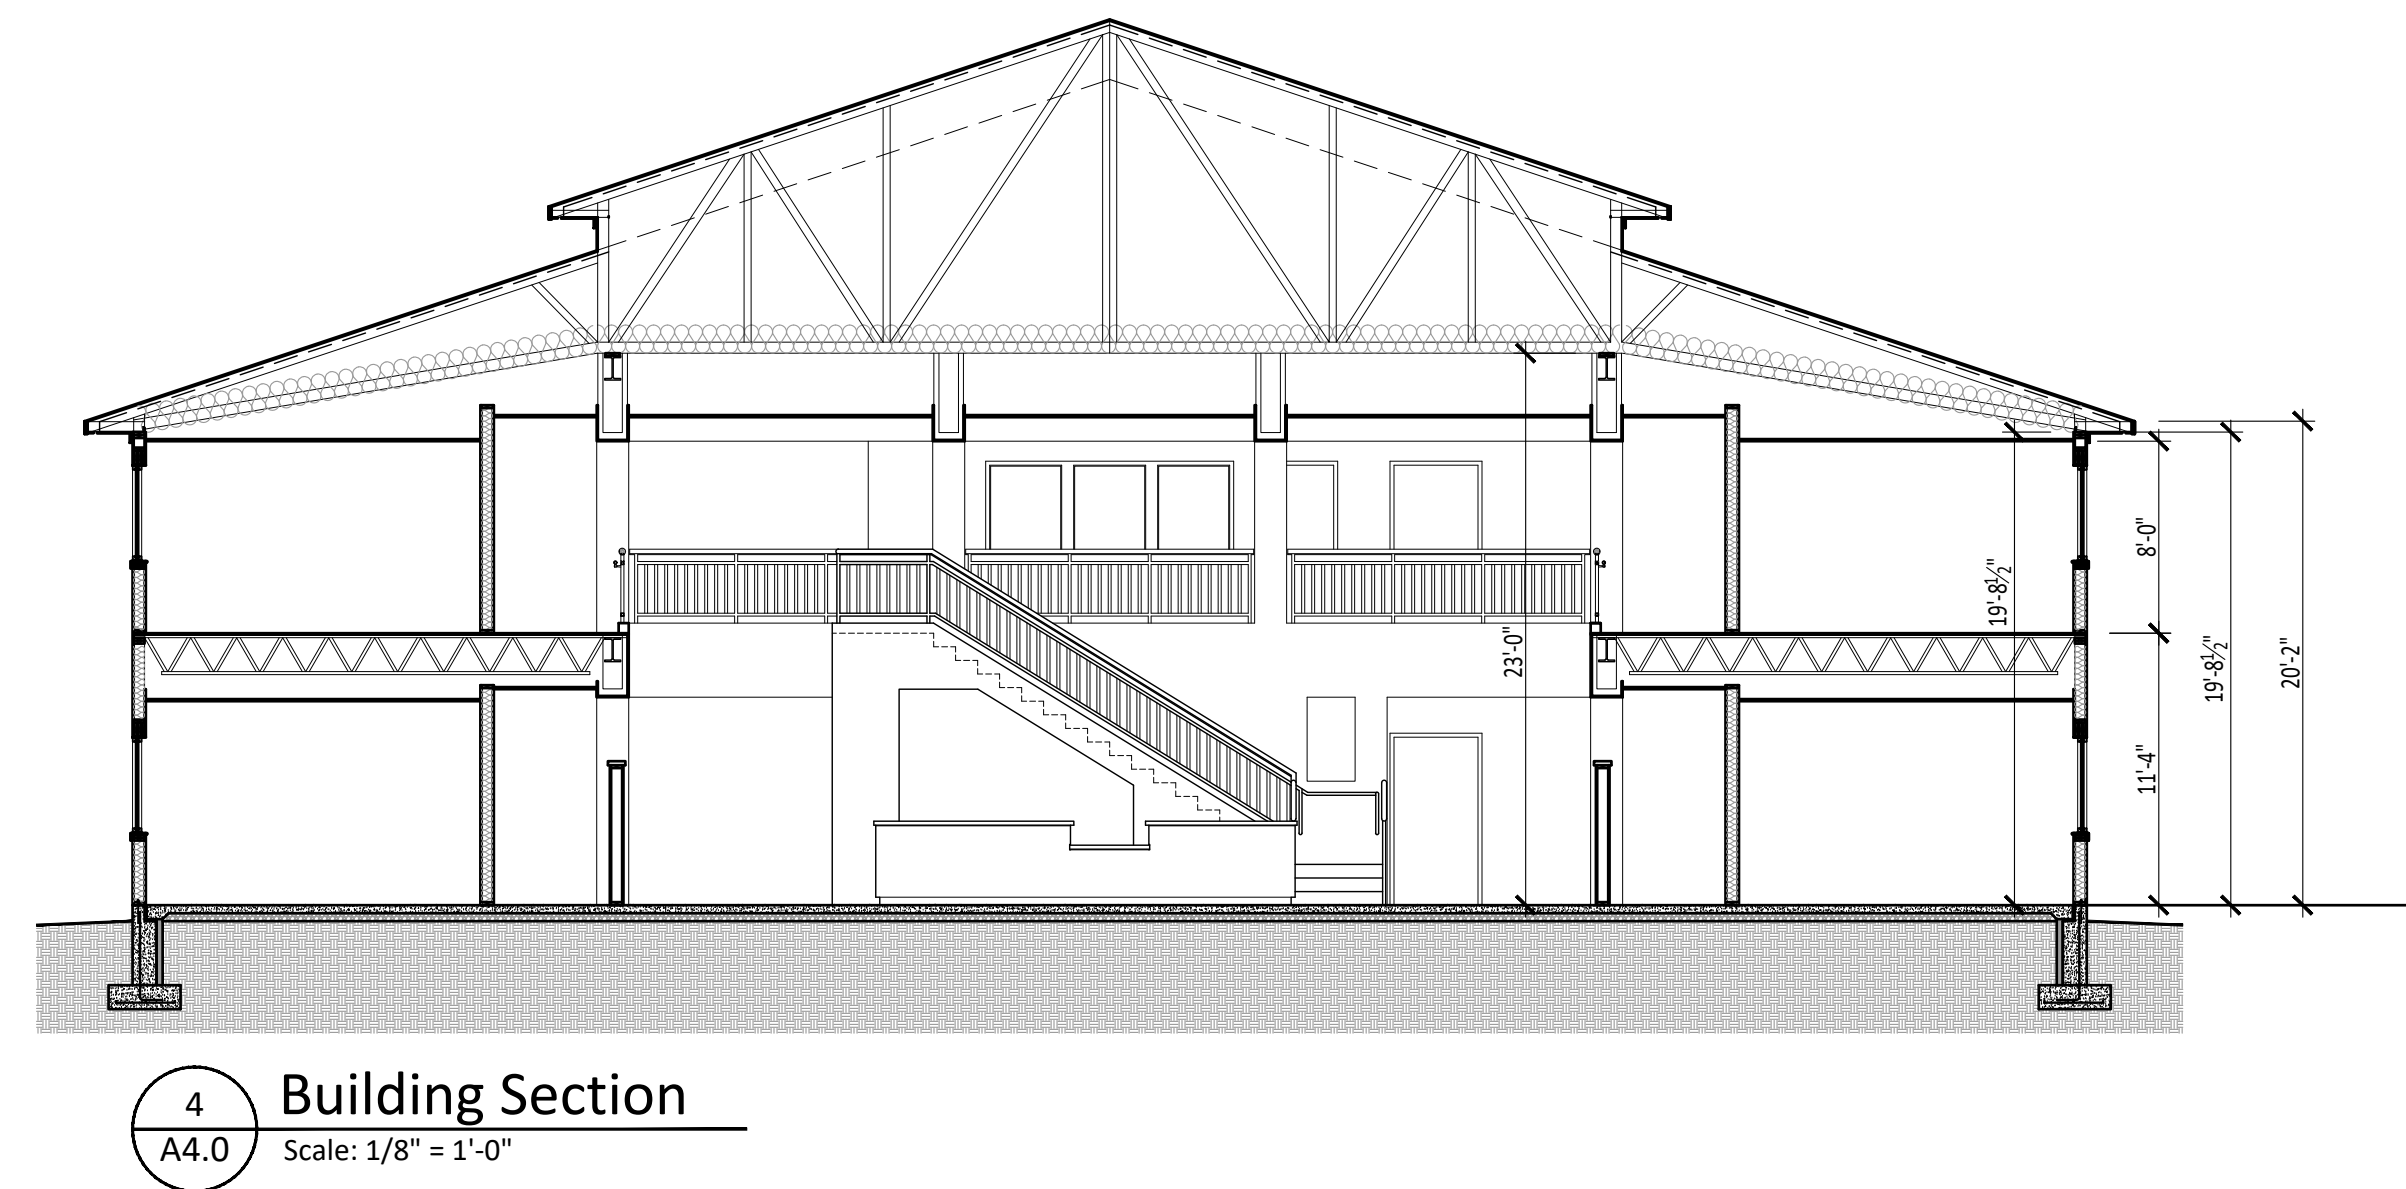 23'-0"
19'-8½"
8'-0"
11'-4"
19'-8½"
20'-2"
4
A4.0
Building Section
Scale: 1/8" = 1'-0"